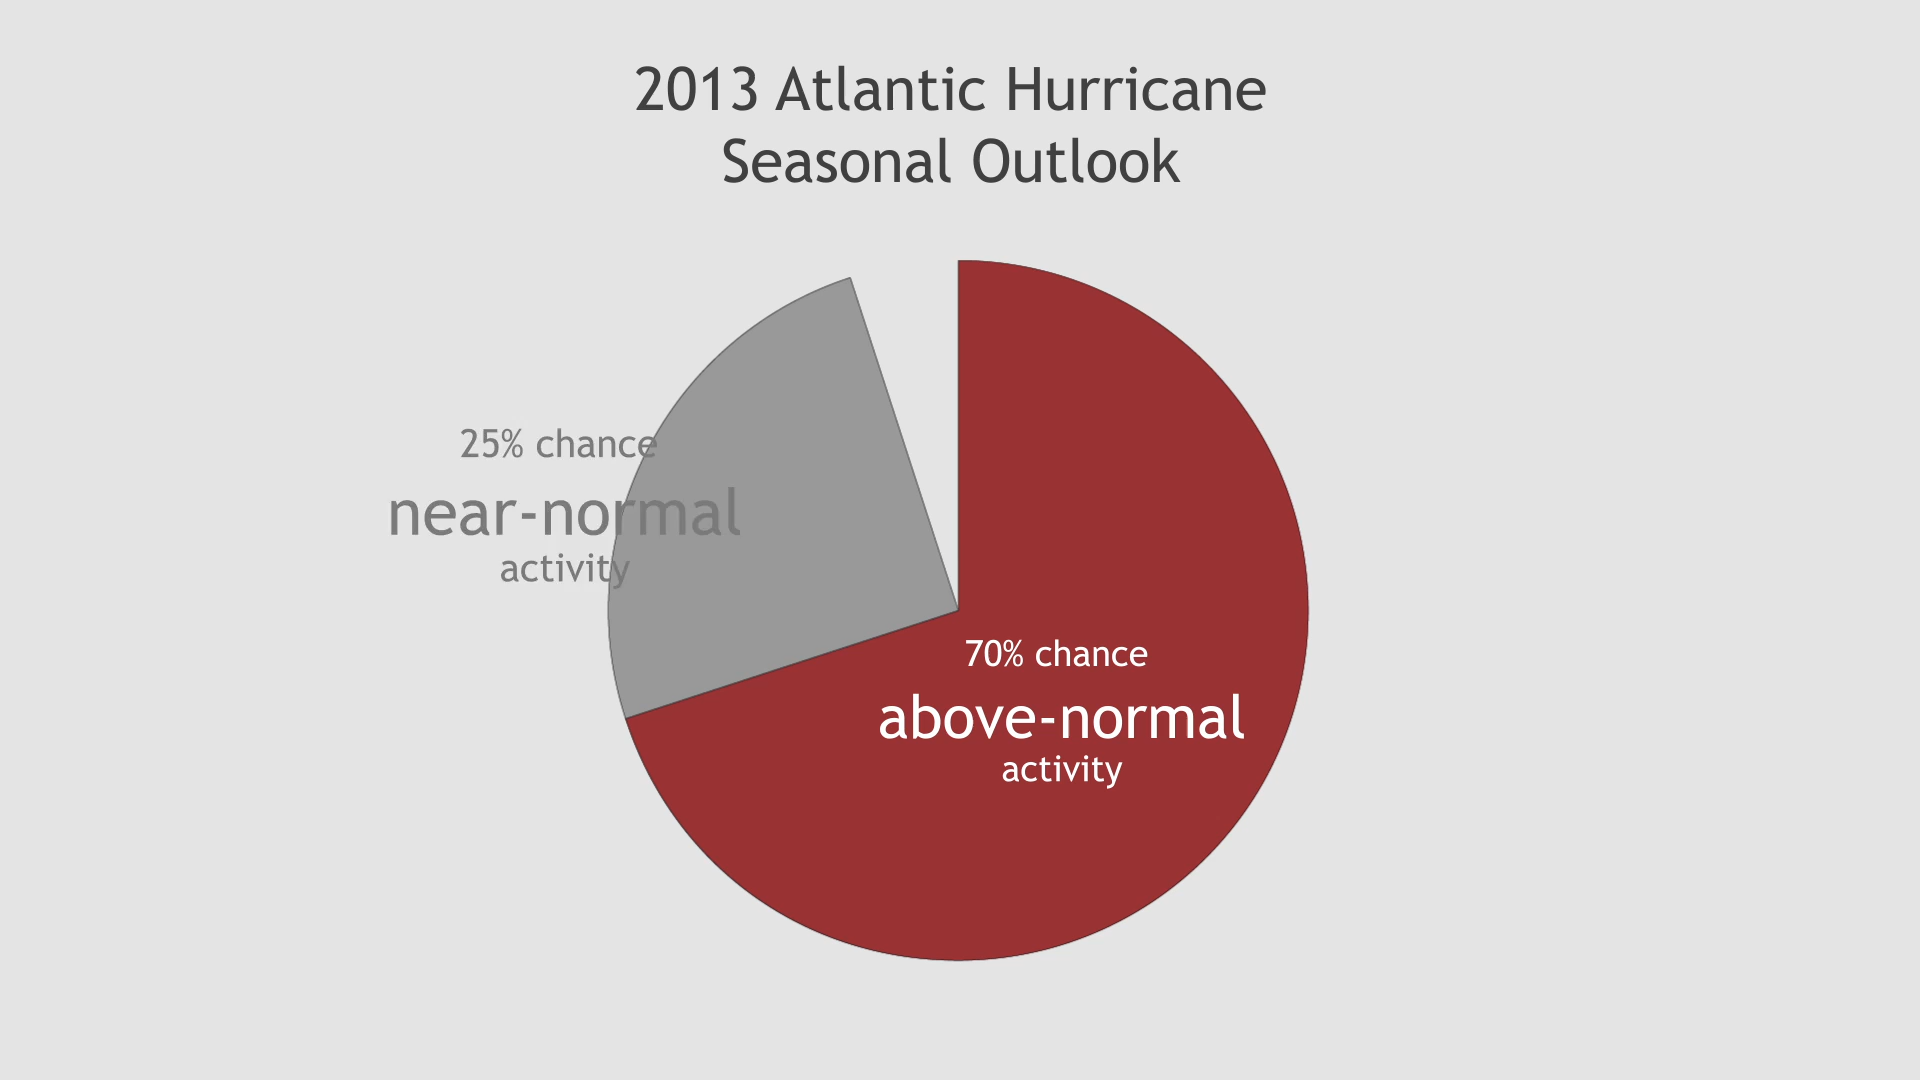 2013 Atlantic Hurricane
Seasonal Outlook
25% chance
near-normal
activity
70% chance
above-normal
activity